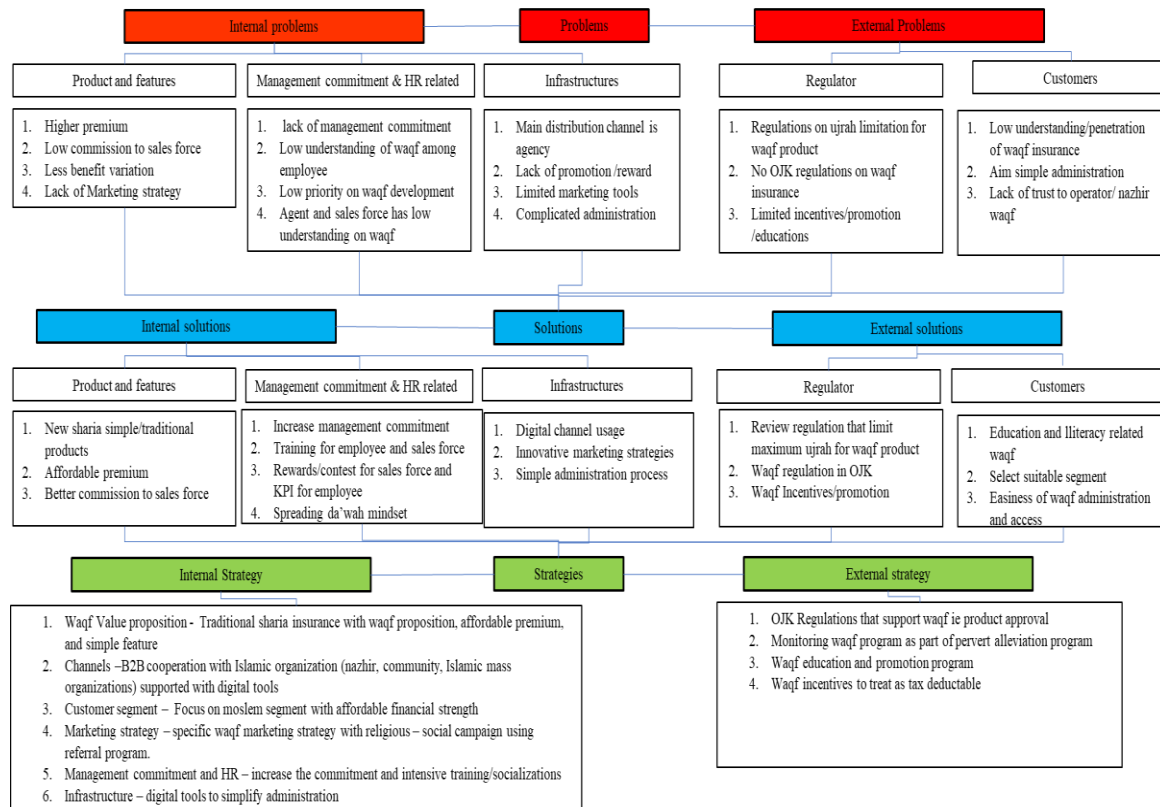 Internal problems
Problems
External Problems
Product and features
Management commitment & HR related
Infrastructures
Regulator
Customers
1. Higher premium
2. Low commission to sales force
3. Less benefit variation
4. Lack of Marketing strategy
1. lack of management commitment
2. Low understanding of waqf among
employee
3. Low priority on waqf development
4. Agent and sales force has low
understanding on waqf
1. Main distribution channel is
agency
2. Lack of promotion /reward
3. Limited marketing tools
4. Complicated administration
1. Regulations on ujrah limitation for
waqf product
2. No OJK regulations on waqf
insurance
3. Limited incentives/promotion
/educations
1. Low understanding/penetration
of waqf insurance
2. Aim simple administration
3. Lack of trust to operator/ nazhir
waqf
Internal solutions
Solutions
External solutions
Product and features
Management commitment & HR related
Infrastructures
Regulator
Customers
1. New sharia simple/traditional
products
2. Affordable premium
3. Better commission to sales force
1. Increase management commitment
2. Training for employee and sales force
3. Rewards/contest for sales force and
KPI for employee
4. Spreading da’wah mindset
1. Digital channel usage
2. Innovative marketing strategies
3. Simple administration process
1. Review regulation that limit
maximum ujrah for waqf product
2. Waqf regulation in OJK
3. Waqf Incentives/promotion
1. Education and lliteracy related
waqf
2. Select suitable segment
3. Easiness of waqf administration
and access
Internal Strategy
Strategies
External strategy
1. Waqf Value proposition - Traditional sharia insurance with waqf proposition, affordable premium,
and simple feature
2. Channels –B2B cooperation with Islamic organization (nazhir, community, Islamic mass
organizations) supported with digital tools
3. Customer segment – Focus on moslem segment with affordable financial strength
4. Marketing strategy – specific waqf marketing strategy with religious – social campaign using
referral program.
5. Management commitment and HR – increase the commitment and intensive training/socializations
6. Infrastructure – digital tools to simplify administration
1. OJK Regulations that support waqf ie product approval
2. Monitoring waqf program as part of pervert alleviation program
3. Waqf education and promotion program
4. Waqf incentives to treat as tax deductable